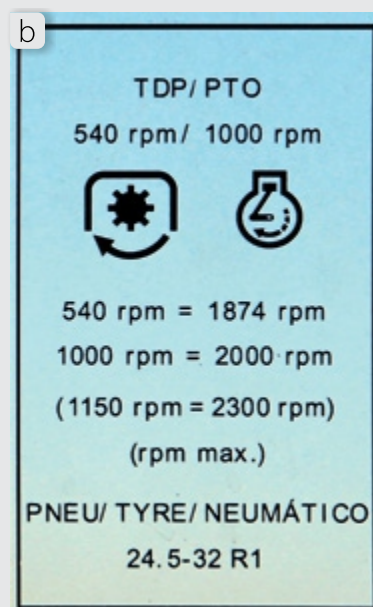 b
TDP/ PTO
540 rpm/ 1000 rpm
540 rpm = 1874 rpm
1000 rpm = 2000 rpm
(1150 rpm = 2300 rpm)
(rpm max.)
PNEU/ TYRE/ NEUMÁTICO
24.5-32 R1